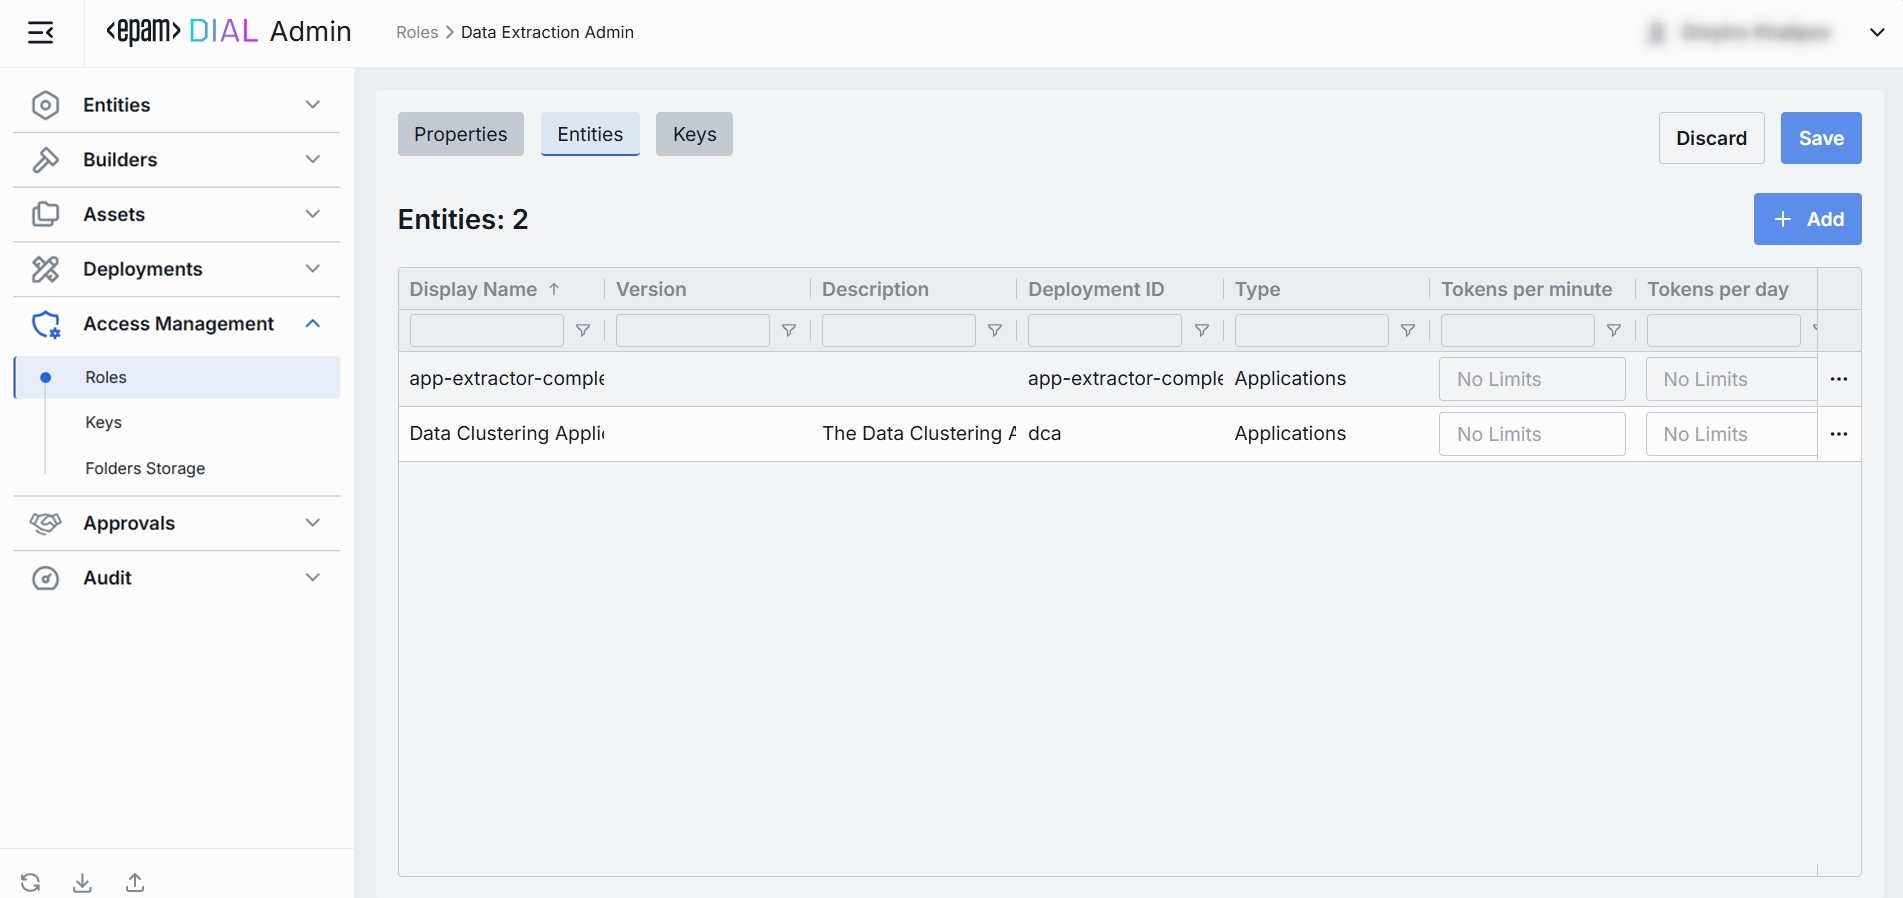 <epam> DIAL Admin
Roles > Data Extraction Admin
Entities
Builders
Assets
Deployments
Access Management
Roles
Keys
Folders Storage
Approvals
Audit
Properties Entities Keys
Discard Save
Entities: 2
+ Add
Display Name ↑ Version Description Deployment ID Type Tokens per minute Tokens per day
app-extractor-comple app-extractor-comple Applications No Limits No Limits ...
Data Clustering Appli The Data Clustering A dca Applications No Limits No Limits ...